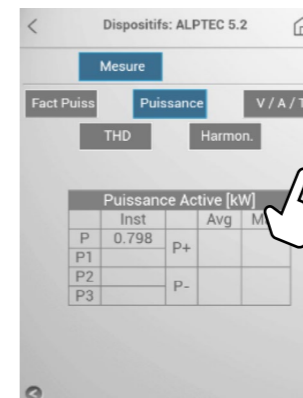 Dispositifs: ALPTEC 5.2
Mesure
Fact Puiss Puissance V / A / T
THD Harmon.
Puissance Active [kW]
Inst Avg
P 0.798 P+
P1
P2 P-
P3